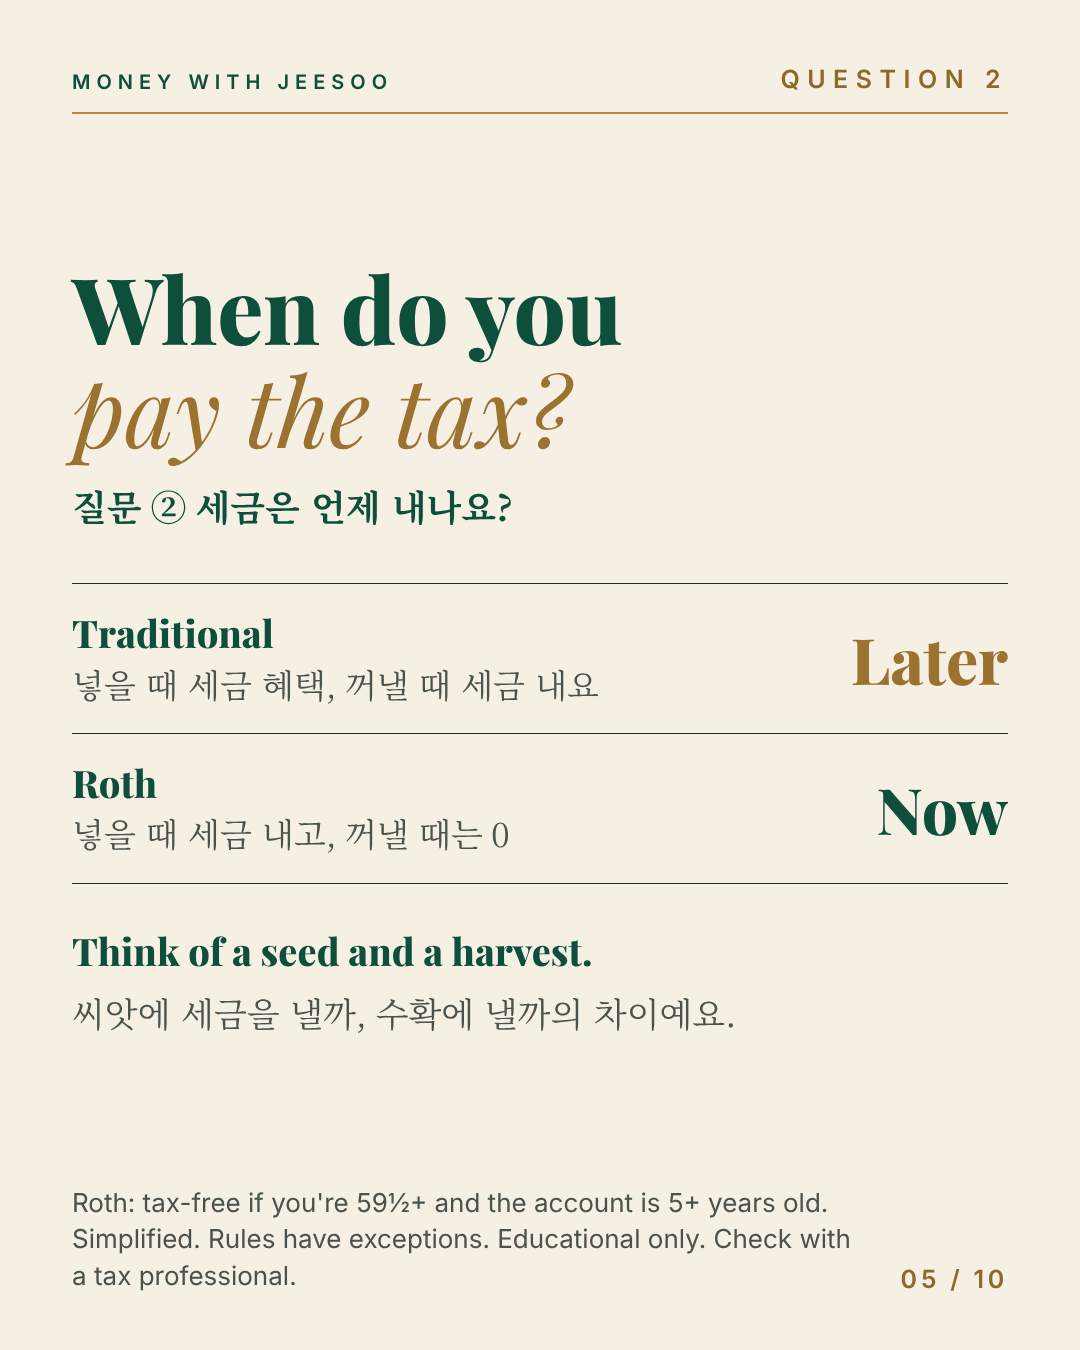 MONEY WITH JEESOO
QUESTION 2
When do you
pay the tax?
질문 ② 세금은 언제 내나요?
Traditional
넣을 때 세금 혜택, 꺼낼 때 세금 내요
Later
Roth
넣을 때 세금 내고, 꺼낼 때는 0
Now
Think of a seed and a harvest.
씨앗에 세금을 낼까, 수확에 낼까의 차이예요.
Roth: tax-free if you're 59½+ and the account is 5+ years old.
Simplified. Rules have exceptions. Educational only. Check with
a tax professional.
05 / 10